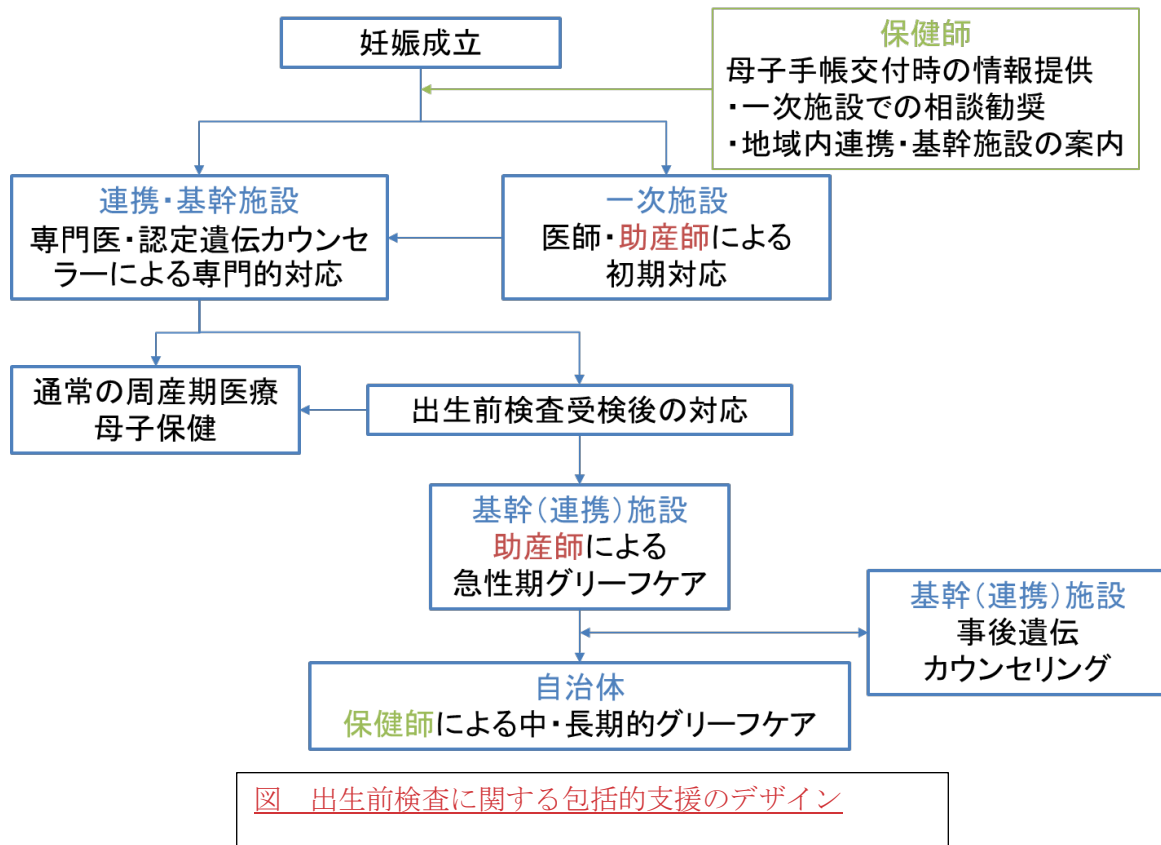 妊娠成立
保健師
母子手帳交付時の情報提供
・一次施設での相談勧奨
・地域内連携・基幹施設の案内
連携・基幹施設
専門医・認定遺伝カウンセ
ラーによる専門的対応
一次施設
医師・助産師による
初期対応
通常の周産期医療
母子保健
出生前検査受検後の対応
基幹（連携）施設
助産師による
急性期グリーフケア
基幹（連携）施設
事後遺伝
カウンセリング
自治体
保健師による中・長期的グリーフケア
図　出生前検査に関する包括的支援のデザイン